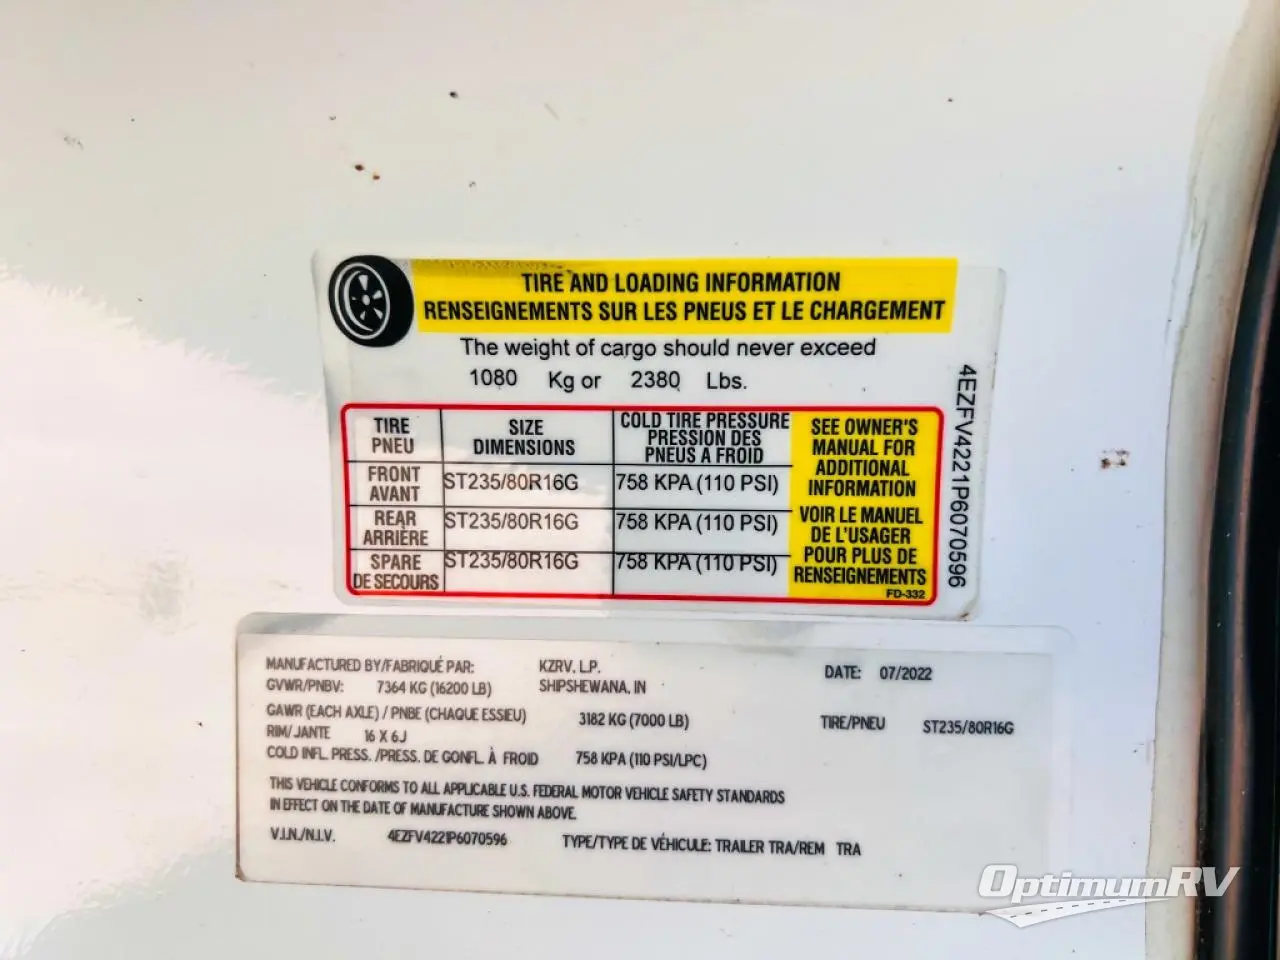 TIRE AND LOADING INFORMATION
RENSEIGNEMENTS SUR LES PNEUS ET LE CHARGEMENT
The weight of cargo should never exceed
1080 Kg or 2380 Lbs.
TIRE PNEU SIZE DIMENSIONS COLD TIRE PRESSURE PRESSION DES PNEUS A FROID
FRONT AVANT ST235/80R16G 758 KPA (110 PSI)
REAR ARRIÈRE ST235/80R16G 758 KPA (110 PSI)
SPARE DE SECOURS ST235/80R16G 758 KPA (110 PSI)
SEE OWNER'S
MANUAL FOR
ADDITIONAL
INFORMATION
VOIR LE MANUEL
DE L'USAGER
POUR PLUS DE
RENSEIGNEMENTS
FD-332
4EZFV4221P6070596
MANUFACTURED BY/FABRIQUÉ PAR: KZRV, L.P. DATE: 07/2022
GVWR/PNBV: 7364 KG (16200 LB) SHIPSHEWANA, IN
GAWR (EACH AXLE) / PNBE (CHAQUE ESSIEU) 3182 KG (7000 LB) TIRE/PNEU ST235/80R16G
RIM/JANTE 16 X 6J
COLD INFL. PRESS. /PRESS. DE GONFL. À FROID 758 KPA (110 PSI/LPC)
THIS VEHICLE CONFORMS TO ALL APPLICABLE U.S. FEDERAL MOTOR VEHICLE SAFETY STANDARDS
IN EFFECT ON THE DATE OF MANUFACTURE SHOWN ABOVE.
V.I.N./N.I.V. 4EZFV4221P6070596 TYPE/TYPE DE VÉHICULE: TRAILER TRA/REM TRA
OptimumRV